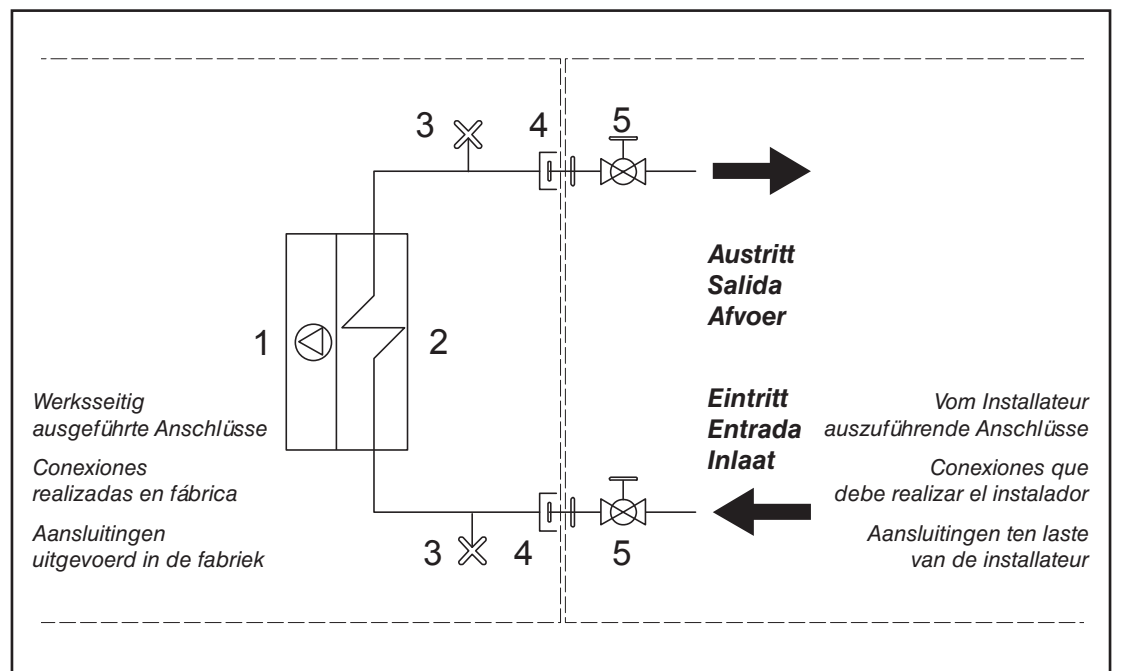 3
4
5
Austritt
Salida
Afvoer
1
2
Werksseitig
ausgeführte Anschlüsse
Conexiones
realizadas en fábrica
Aansluitingen
uitgevoerd in de fabriek
Eintritt
Entrada
Inlaat
Vom Installateur
auszuführende Anschlüsse
Conexiones que
debe realizar el instalador
Aansluitingen ten laste
van de installateur
3
4
5